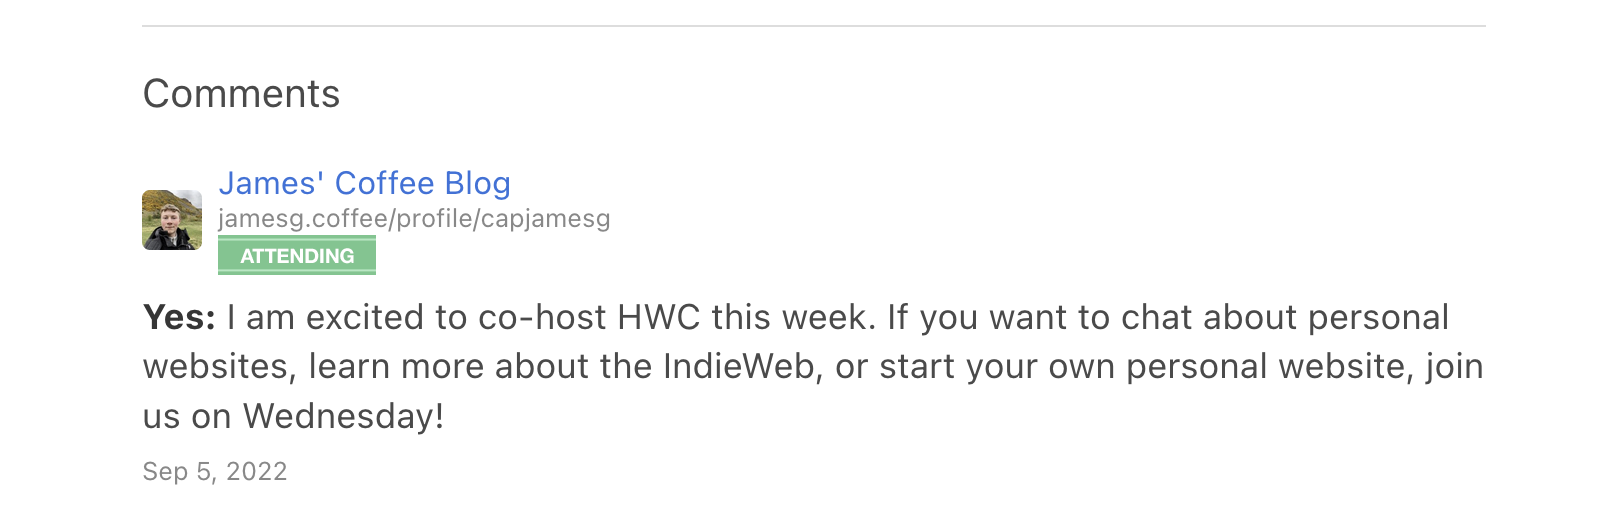 Comments
James' Coffee Blog
jamesg.coffee/profile/capjamesg
ATTENDING
Yes: I am excited to co-host HWC this week. If you want to chat about personal
websites, learn more about the IndieWeb, or start your own personal website, join
us on Wednesday!
Sep 5, 2022